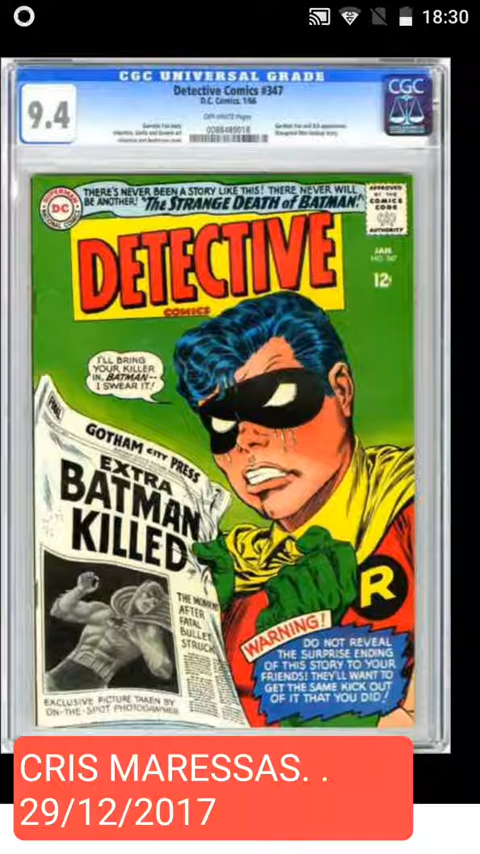 18:30
CGC UNIVERSAL GRADE
9.4
Detective Comics #347
D.C. Comics, 1/66
OFF-WHITE Pages
CGC
SUPERMAN
DC
NATIONAL COMICS
THERE'S NEVER BEEN A STORY LIKE THIS! THERE NEVER WILL
BE ANOTHER! "The STRANGE DEATH of BATMAN!"
APPROVED
BY THE
COMICS
CODE
AUTHORITY
DETECTIVE
COMICS
JAN.
NO. 347
12¢
I'LL BRING
YOUR KILLER
IN, BATMAN--
I SWEAR IT!
GOTHAM CITY PRESS
EXTRA
BATMAN
KILLED
THE MOMENT
AFTER
FATAL
BULLET
STRUCK
EXCLUSIVE PICTURE TAKEN BY
ON-THE-SPOT PHOTOGRAPHER
R
WARNING!
DO NOT REVEAL
THE SURPRISE ENDING
OF THIS STORY TO YOUR
FRIENDS! THEY'LL WANT TO
GET THE SAME KICK OUT
OF IT THAT YOU DID!
CRIS MARESSAS. .
29/12/2017